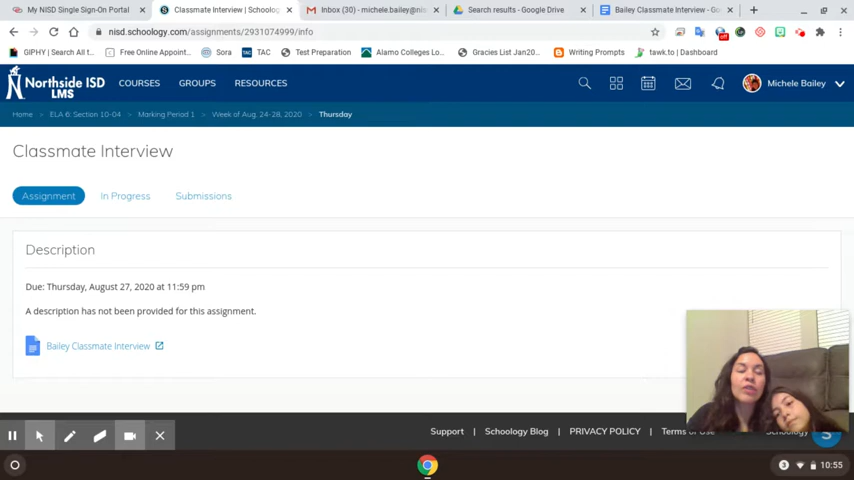 My NISD Single Sign-On Portal
Classmate Interview | Schoolog
Inbox (30) - michele.bailey@nis
Search results - Google Drive
Bailey Classmate Interview - Go
nisd.schoology.com/assignments/2931074999/info
GIPHY | Search All t...
Free Online Appoint...
Sora
TAC
Test Preparation
Alamo Colleges Lo...
Gracies List Jan20...
Writing Prompts
tawk.to | Dashboard
Northside ISD
LMS
COURSES
GROUPS
RESOURCES
Michele Bailey
Home > ELA 6: Section 10-04 > Marking Period 1 > Week of Aug. 24-28, 2020 > Thursday
Classmate Interview
Assignment
In Progress
Submissions
Description
Due: Thursday, August 27, 2020 at 11:59 pm
A description has not been provided for this assignment.
Bailey Classmate Interview
Support | Schoology Blog | PRIVACY POLICY | Terms of Use
Schoology
3
10:55